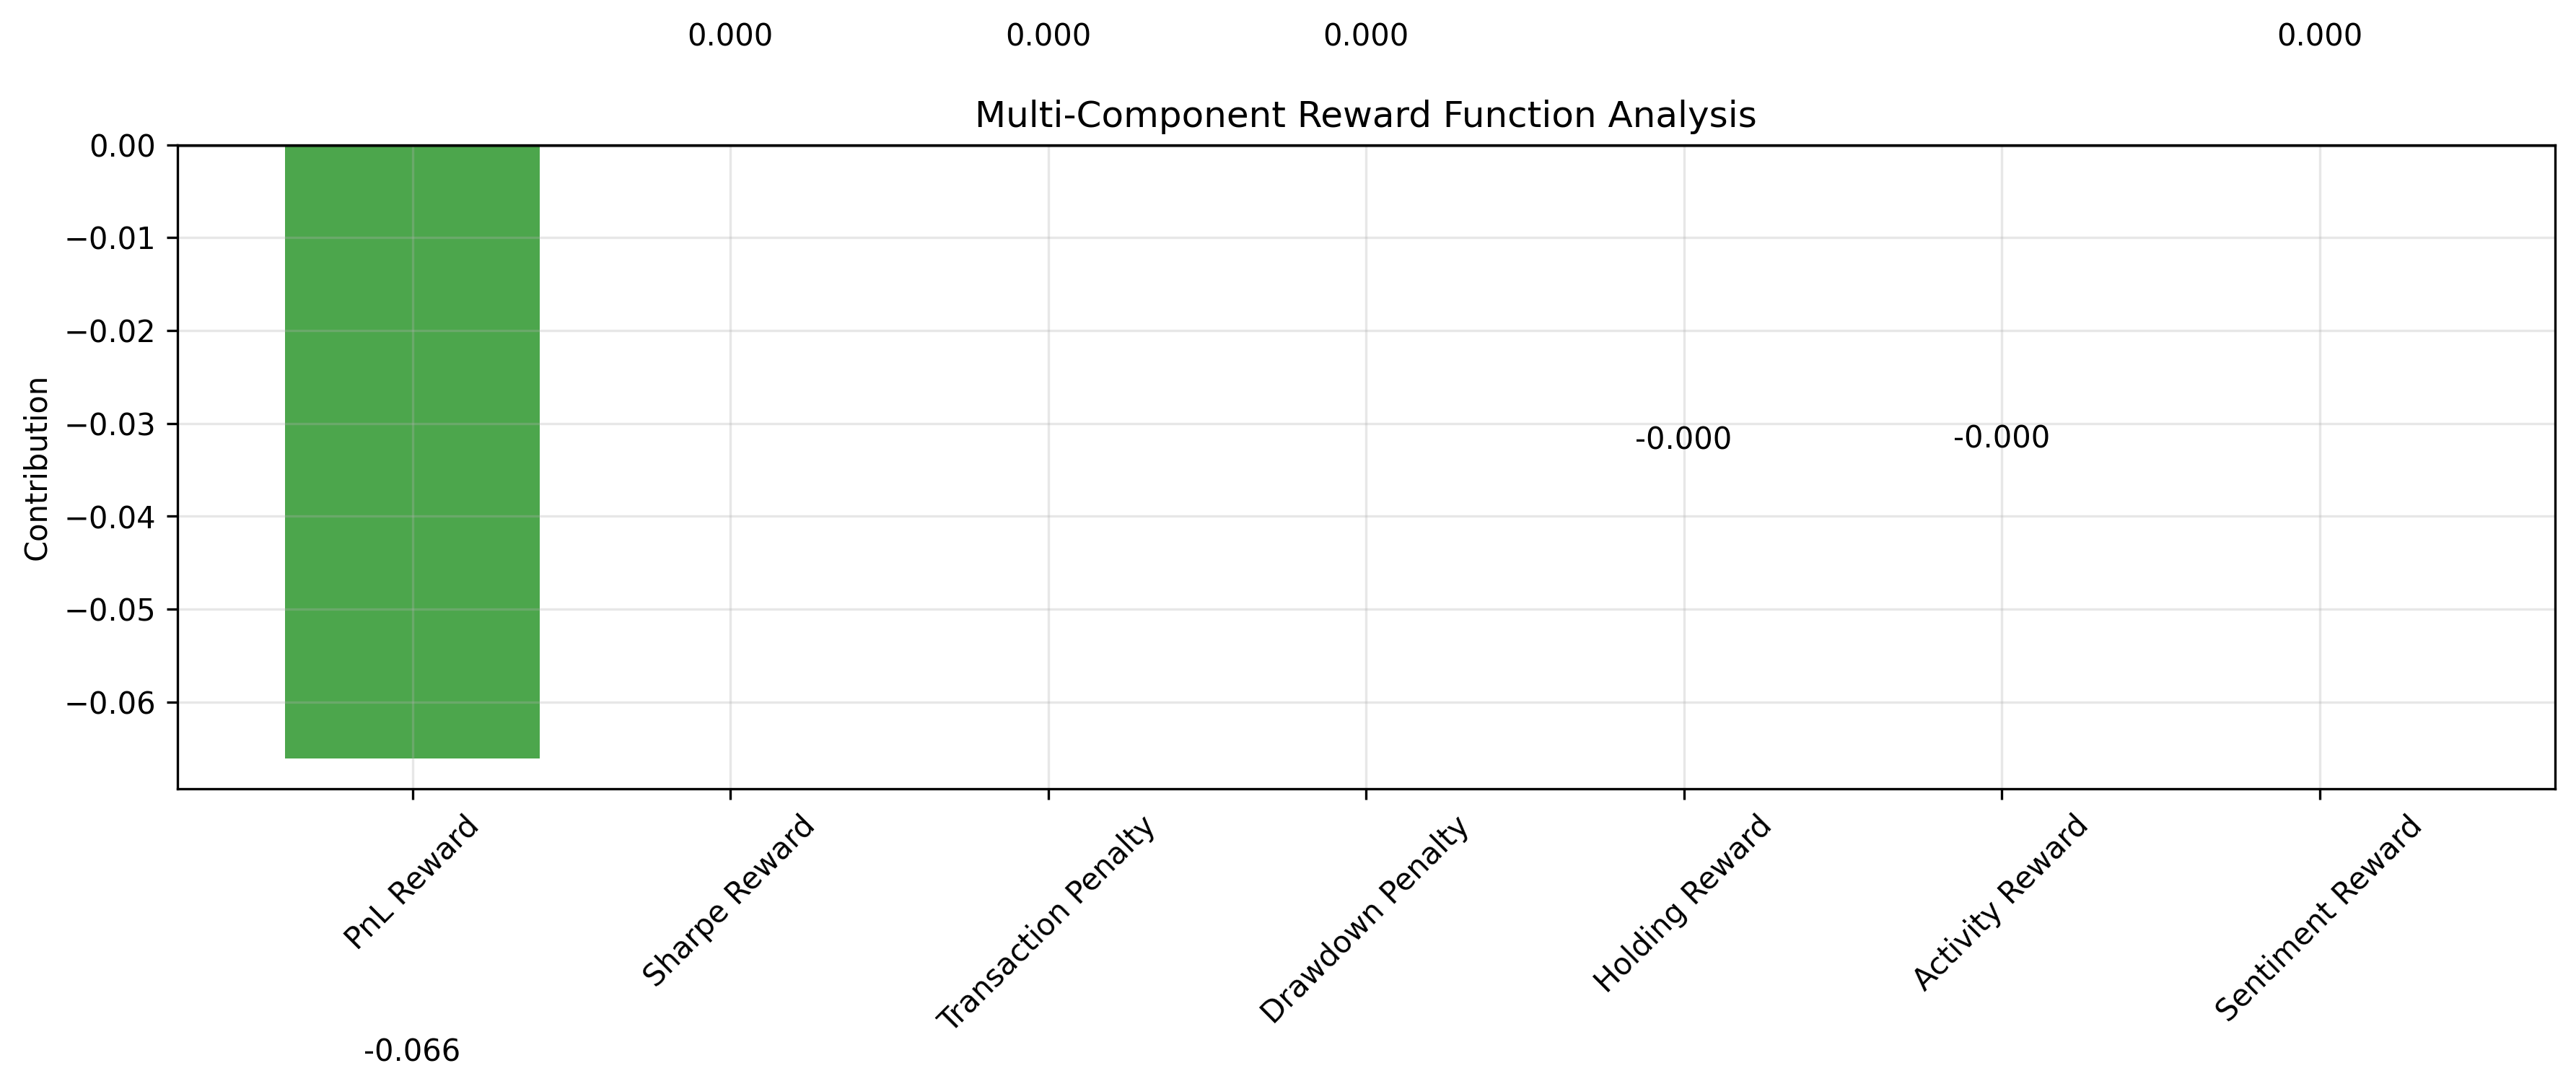 0.000
0.000
0.000
0.000
Multi-Component Reward Function Analysis
0.00
−0.01
−0.02
−0.03
−0.04
−0.05
−0.06
Contribution
-0.000
-0.000
PnL Reward
Sharpe Reward
Transaction Penalty
Drawdown Penalty
Holding Reward
Activity Reward
Sentiment Reward
-0.066